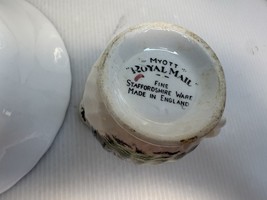 MYOTT
ROYAL MAIL
FINE
STAFFORDSHIRE WARE
MADE IN ENGLAND